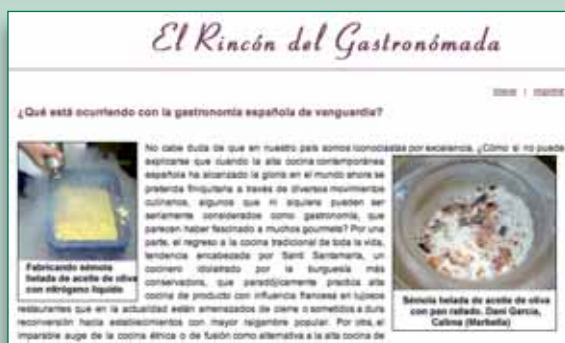 El Rincón del Gastronómada
¿Qué está ocurriendo con la gastronomía española de vanguardia?
No cabe duda de que en nuestro país somos iconoclastas por excelencia. ¿Cómo si no puede
explicarse que cuando la alta cocina contemporánea
española ha alcanzado la gloria en el mundo ahora se
pretenda finiquitarla a través de diversos movimientos
culinarios, algunos que ni siquiera pueden ser
seriamente considerados como gastronomía, que
parecen haber fascinado a muchos gourmets? Por una
parte, el regreso a la cocina tradicional de toda la vida,
tendencia encabezada por Santi Santamaria, un
cocinero idolatrado por la burguesía más
conservadora, que paradójicamente practica alta
cocina de producto con influencia francesa en lujosos
restaurantes que en la actualidad están amenazados de cierre o sometidos a dura
reconversión hacia establecimientos con mayor raigambre popular. Por otra, el
imparable auge de la cocina étnica o de fusión como alternativa a la alta cocina de
Fabricando sémola
helada de aceite de oliva
con nitrógeno líquido
Sémola helada de aceite de oliva
con pan rallado. Dani García,
Calima (Marbella)